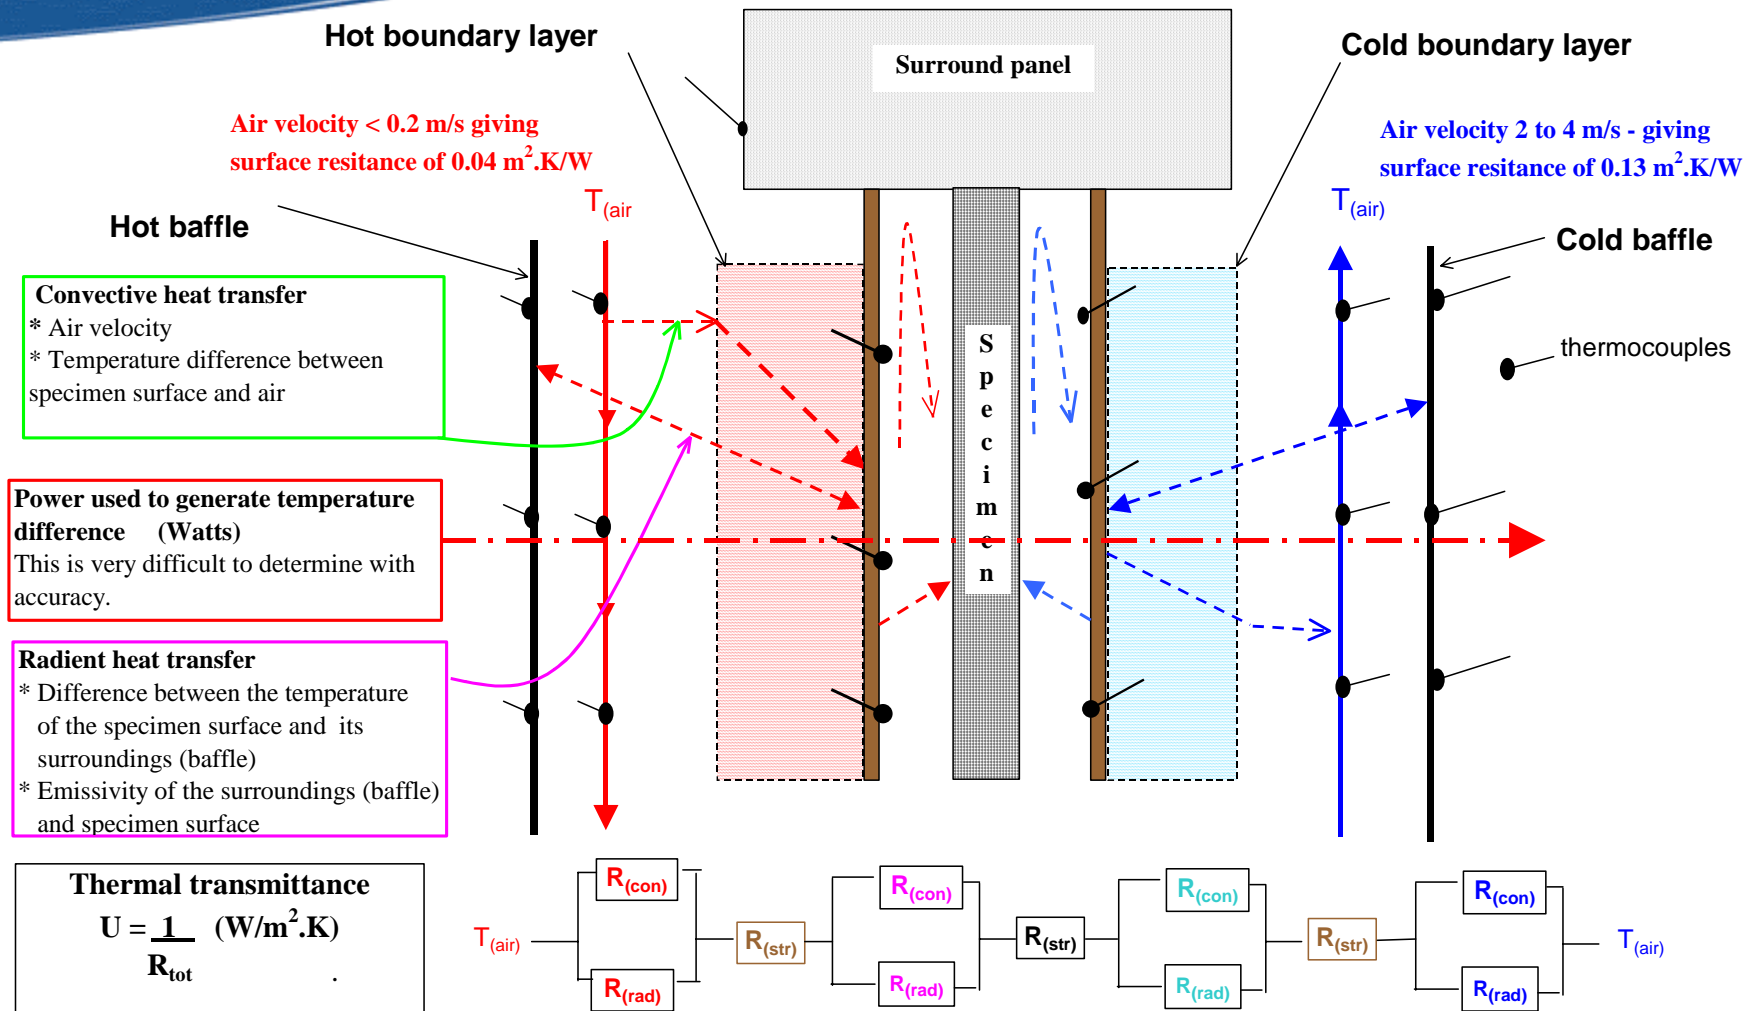 Hot boundary layer
Surround panel
Cold boundary layer
Air velocity < 0.2 m/s giving
surface resitance of 0.04 m².K/W
Air velocity 2 to 4 m/s - giving
surface resitance of 0.13 m².K/W
T(air
T(air)
Hot baffle
Cold baffle
Convective heat transfer
* Air velocity
* Temperature difference between
specimen surface and air
thermocouples
S
p
e
c
i
m
e
n
Power used to generate temperature
difference (Watts)
This is very difficult to determine with
accuracy.
Radient heat transfer
* Difference between the temperature
of the specimen surface and its
surroundings (baffle)
* Emissivity of the surroundings (baffle)
and specimen surface
Thermal transmittance
U = 1 (W/m².K)
Rtot .
T(air)
R(con)
R(rad)
R(str)
R(con)
R(rad)
R(str)
R(con)
R(rad)
R(str)
R(con)
R(rad)
T(air)